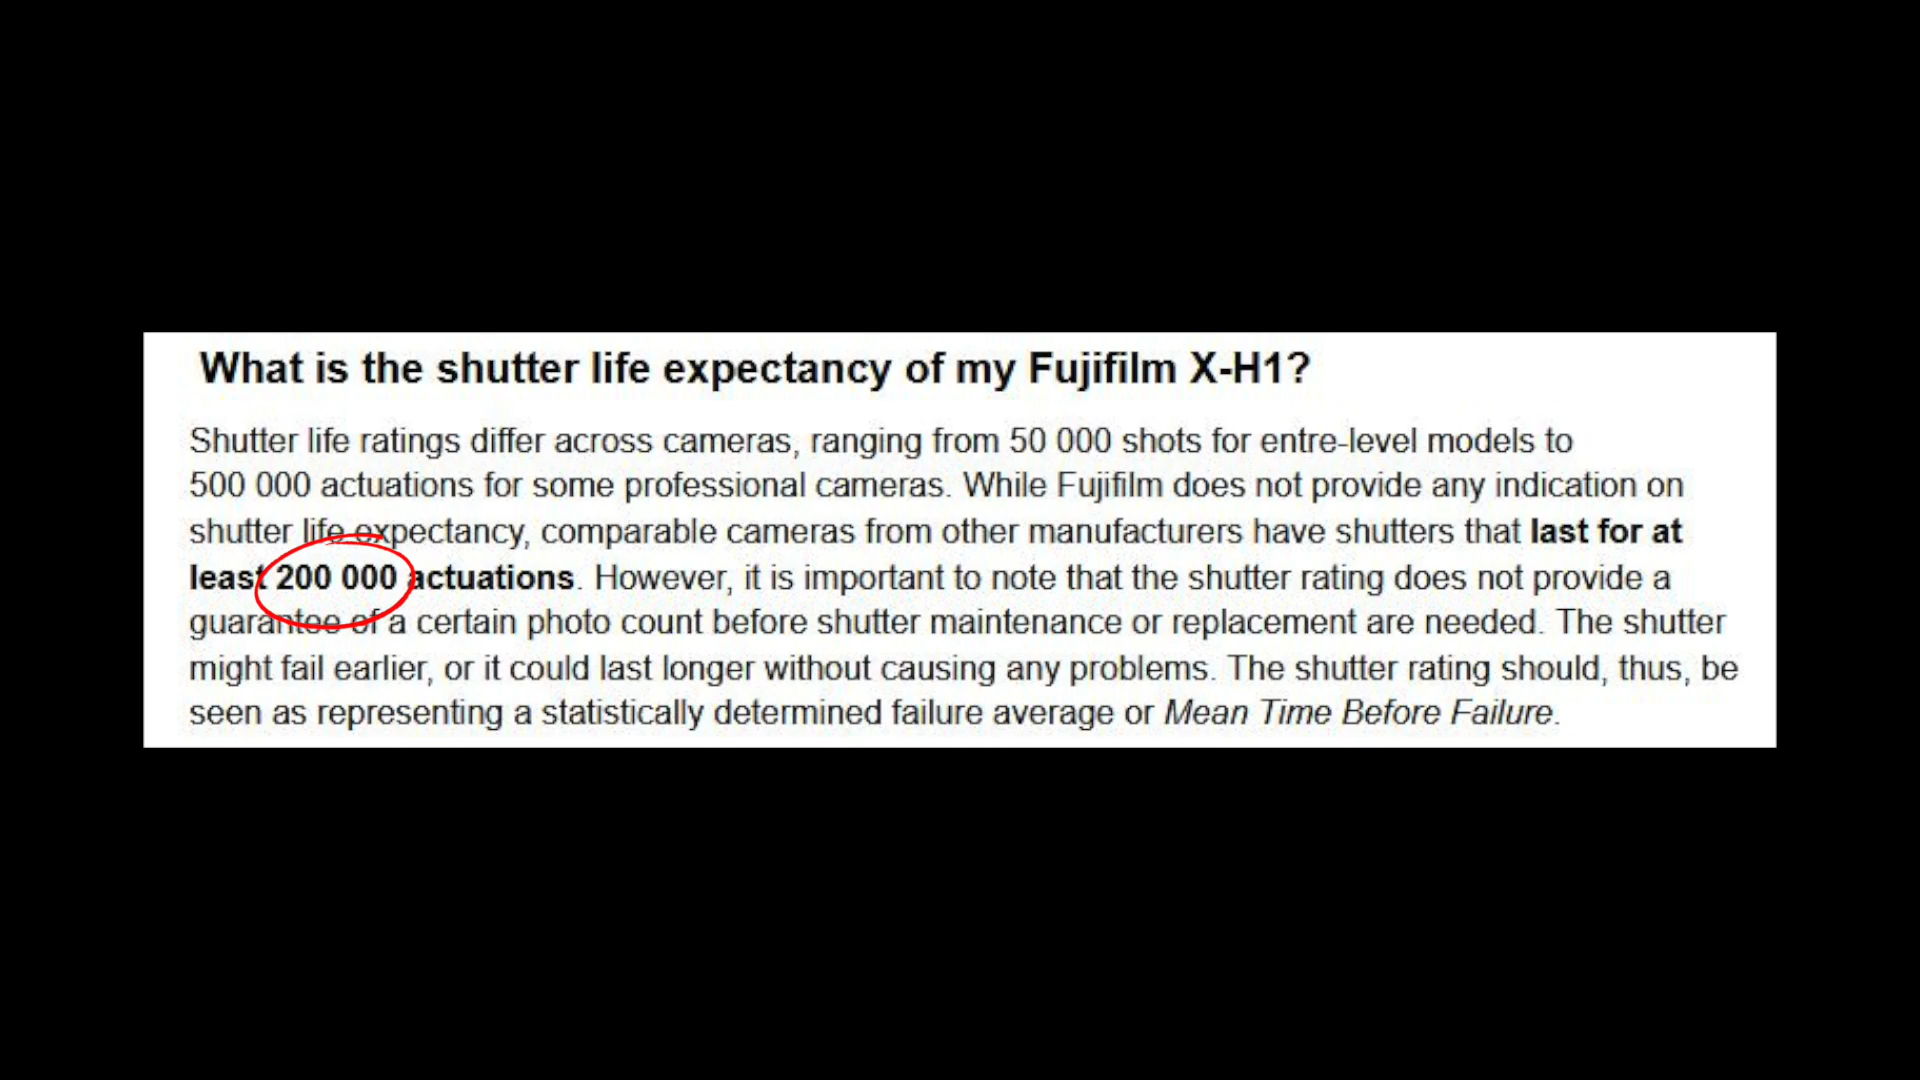 What is the shutter life expectancy of my Fujifilm X-H1?
Shutter life ratings differ across cameras, ranging from 50 000 shots for entre-level models to
500 000 actuations for some professional cameras. While Fujifilm does not provide any indication on
shutter life expectancy, comparable cameras from other manufacturers have shutters that last for at
least 200 000 actuations. However, it is important to note that the shutter rating does not provide a
guarantee of a certain photo count before shutter maintenance or replacement are needed. The shutter
might fail earlier, or it could last longer without causing any problems. The shutter rating should, thus, be
seen as representing a statistically determined failure average or Mean Time Before Failure.